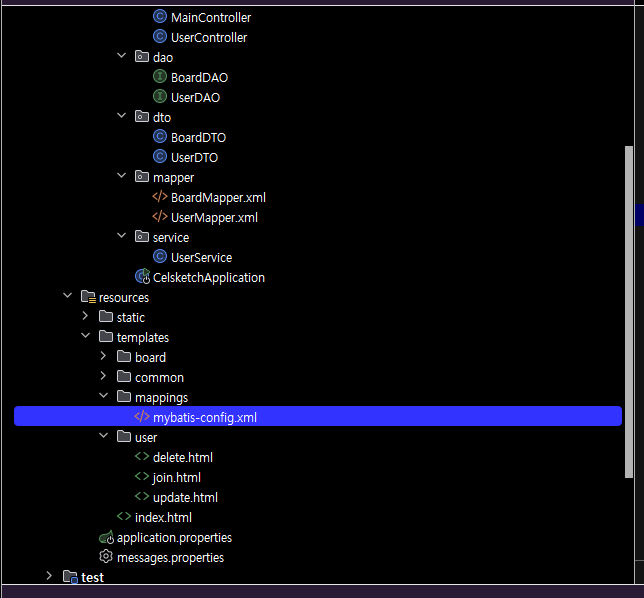 MainController
UserController
dao
BoardDAO
UserDAO
dto
BoardDTO
UserDTO
mapper
BoardMapper.xml
UserMapper.xml
service
UserService
CelsketchApplication
resources
static
templates
board
common
mappings
mybatis-config.xml
user
delete.html
join.html
update.html
index.html
application.properties
messages.properties
test